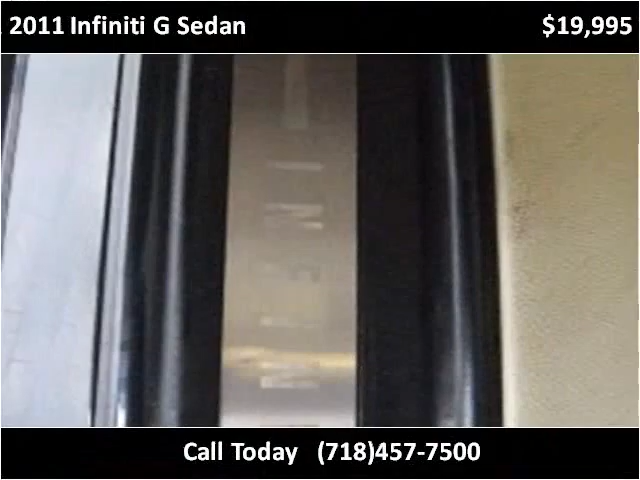 2011 Infiniti G Sedan $19,995
Call Today (718)457-7500